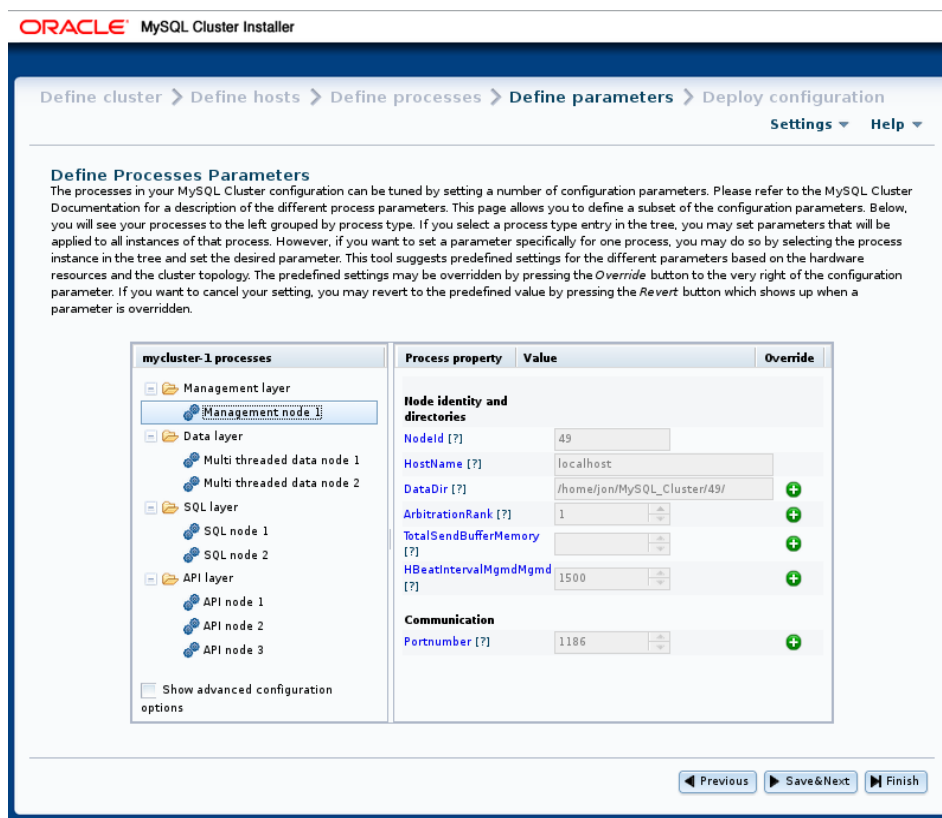 ORACLE® MySQL Cluster Installer
Define cluster > Define hosts > Define processes > Define parameters > Deploy configuration
Settings Help
Define Processes Parameters
The processes in your MySQL Cluster configuration can be tuned by setting a number of configuration parameters. Please refer to the MySQL Cluster
Documentation for a description of the different process parameters. This page allows you to define a subset of the configuration parameters. Below,
you will see your processes to the left grouped by process type. If you select a process type entry in the tree, you may set parameters that will be
applied to all instances of that process. However, if you want to set a parameter specifically for one process, you may do so by selecting the process
instance in the tree and set the desired parameter. This tool suggests predefined settings for the different parameters based on the hardware
resources and the cluster topology. The predefined settings may be overridden by pressing the Override button to the very right of the configuration
parameter. If you want to cancel your setting, you may revert to the predefined value by pressing the Revert button which shows up when a
parameter is overridden.
mycluster-1 processes
Management layer
Management node 1
Data layer
Multi threaded data node 1
Multi threaded data node 2
SQL layer
SQL node 1
SQL node 2
API layer
API node 1
API node 2
API node 3
Show advanced configuration
options
Process property Value Override
Node identity and
directories
NodeId [?] 49
HostName [?] localhost
DataDir [?] /home/jon/MySQL_Cluster/49/
ArbitrationRank [?] 1
TotalSendBufferMemory
[?]
HBeatIntervalMgmdMgmd
[?] 1500
Communication
Portnumber [?] 1186
Previous Save&Next Finish